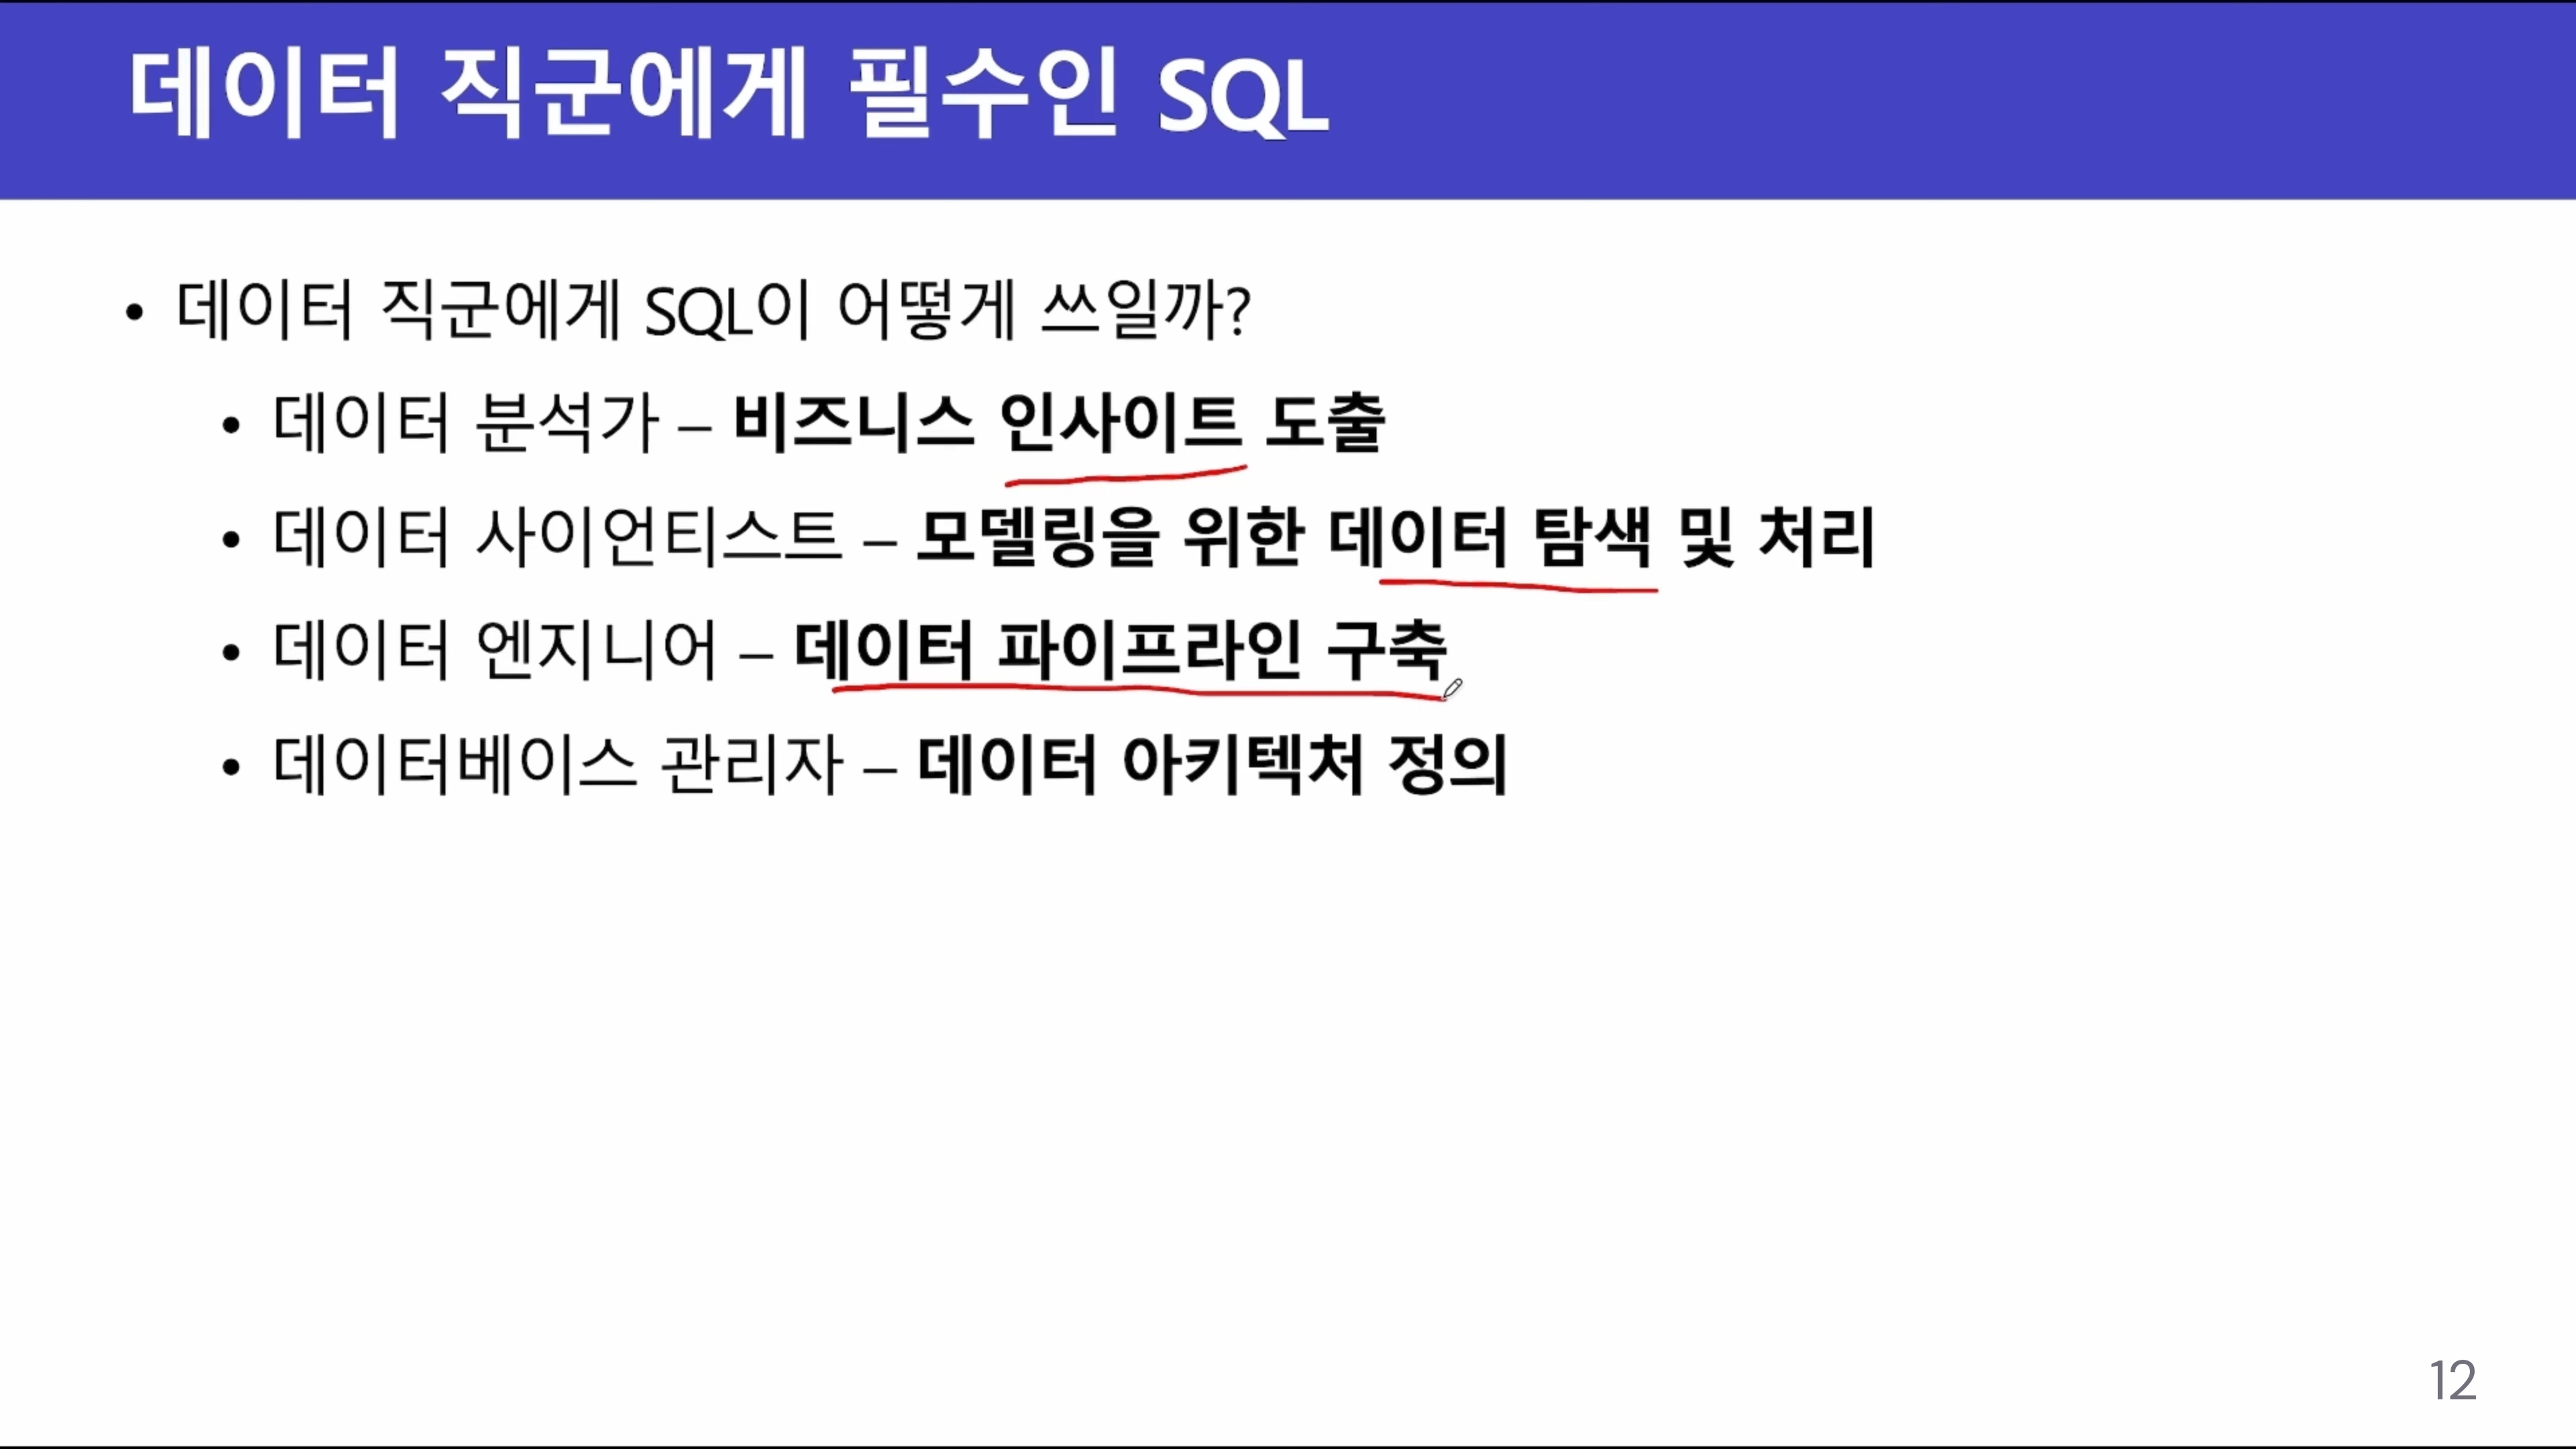 데이터 직군에게 필수인 SQL
• 데이터 직군에게 SQL이 어떻게 쓰일까?
• 데이터 분석가 – 비즈니스 인사이트 도출
• 데이터 사이언티스트 – 모델링을 위한 데이터 탐색 및 처리
• 데이터 엔지니어 – 데이터 파이프라인 구축
• 데이터베이스 관리자 – 데이터 아키텍처 정의
12